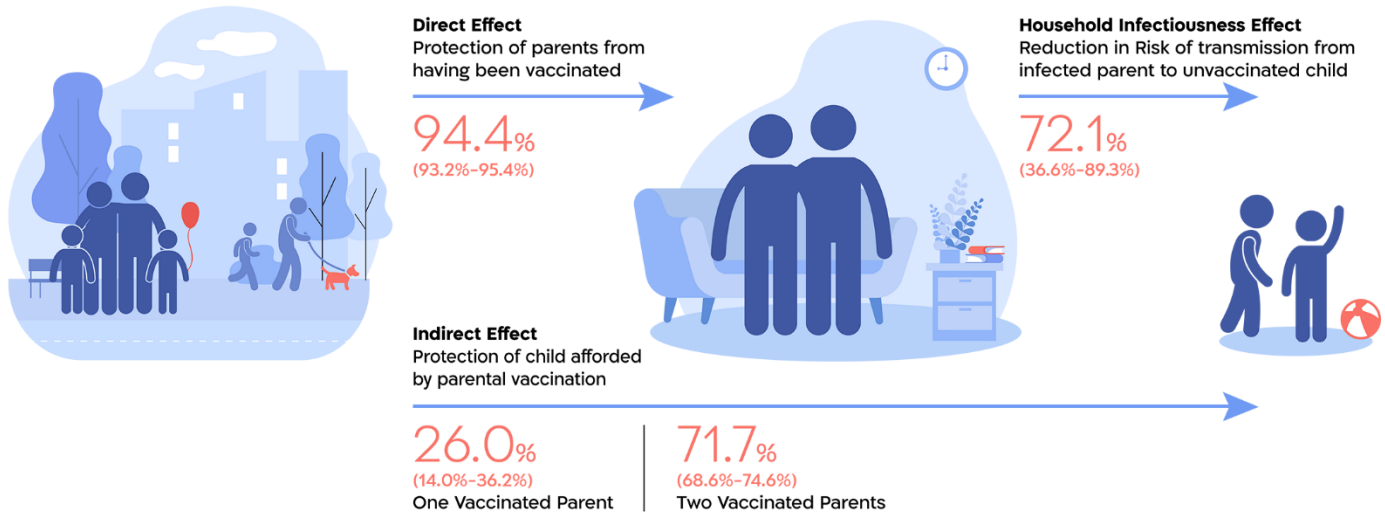 Direct Effect
Protection of parents from
having been vaccinated
94.4%
(93.2%–95.4%)
Household Infectiousness Effect
Reduction in Risk of transmission from
infected parent to unvaccinated child
72.1%
(36.6%–89.3%)
Indirect Effect
Protection of child afforded
by parental vaccination
26.0%
(14.0%–36.2%)
One Vaccinated Parent
71.7%
(68.6%–74.6%)
Two Vaccinated Parents